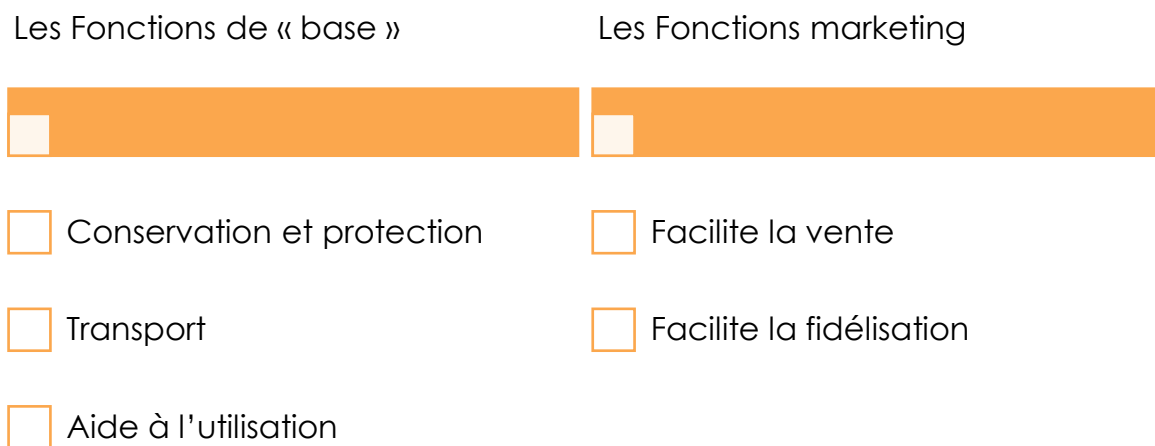 Les Fonctions de « base »
Conservation et protection
Transport
Aide à l’utilisation
Les Fonctions marketing
Facilite la vente
Facilite la fidélisation